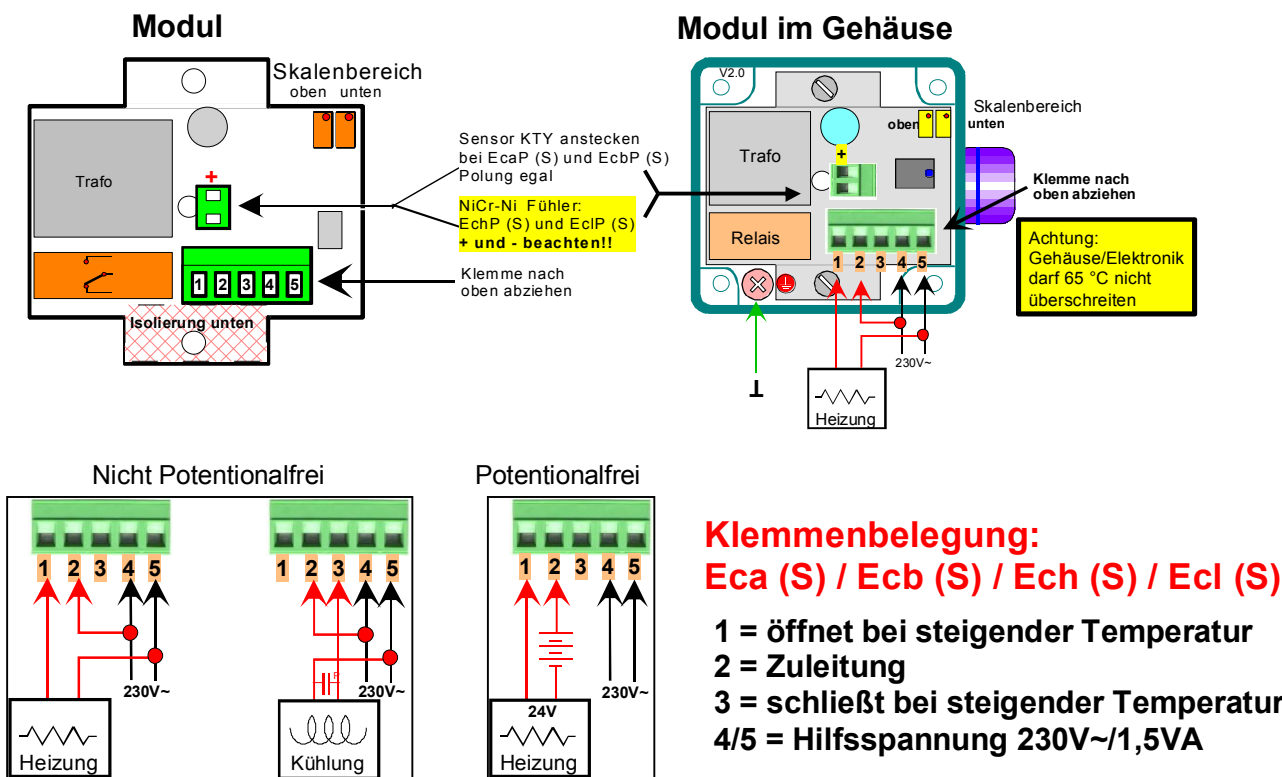 Modul
Skalenbereich
oben unten
Trafo
+
1 2 3 4 5
Isolierung unten
Sensor KTY anstecken
bei EcaP (S) und EcbP (S)
Polung egal
NiCr-Ni Fühler:
EchP (S) und EclP (S)
+ und - beachten!!
Klemme nach
oben abziehen
Modul im Gehäuse
V2.0
Skalenbereich
oben unten
Trafo
+
Relais
1 2 3 4 5
Klemme nach
oben abziehen
Achtung:
Gehäuse/Elektronik
darf 65 °C nicht
überschreiten
230V~
Heizung
Nicht Potentionalfrei
1 2 3 4 5
230V~
Heizung
1 2 3 4 5
230V~
Kühlung
Potentionalfrei
1 2 3 4 5
24V
230V~
Heizung
Klemmenbelegung:
Eca (S) / Ecb (S) / Ech (S) / Ecl (S)
1 = öffnet bei steigender Temperatur
2 = Zuleitung
3 = schließt bei steigender Temperatur
4/5 = Hilfsspannung 230V~/1,5VA